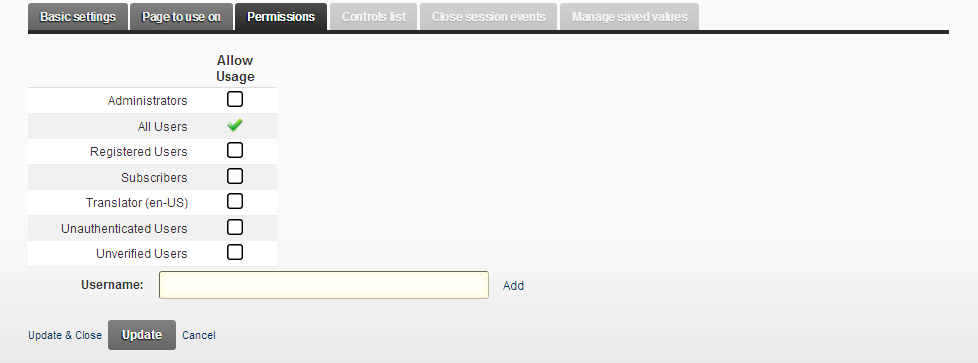 Basic settings Page to use on Permissions Controls list Close session events Manage saved values
Allow
Usage
Administrators
All Users
Registered Users
Subscribers
Translator (en-US)
Unauthenticated Users
Unverified Users
Username: Add
Update & Close Update Cancel